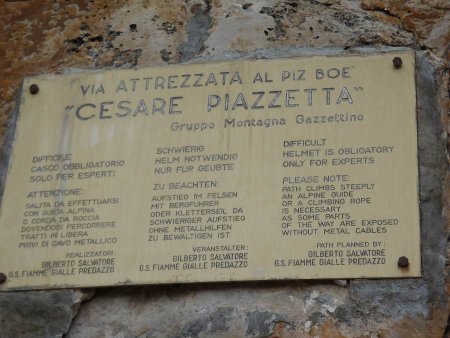 VIA ATTREZZATA AL PIZ BOE'
"CESARE PIAZZETTA"
Gruppo Montagna Gazzettino
DIFFICILE
CASCO OBBLIGATORIO
SOLO PER ESPERTI
ATTENZIONE:
SALITA DA EFFETTUARSI
CON GUIDA ALPINA
O CORDA DA ROCCIA
DOVENDOSI PERCORRERE
TRATTI IN LIBERA
PRIVI DI CAVO METALLICO
REALIZZATORI
GILBERTO SALVATORE
G.S. FIAMME GIALLE PREDAZZO
SCHWIERIG
HELM NOTWENDIG
NUR FUR GEUBTE
ZU BEACHTEN:
AUFSTIEG IM FELSEN
MIT BERGFUHRER
ODER KLETTERSEIL DA
SCHWIERIGER AUFSTIEG
OHNE METALLHILFEN
ZU BEWALTIGEN IST
VERANSTALTER:
GILBERTO SALVATORE
G.S. FIAMME GIALLE PREDAZZO
DIFFICULT
HELMET IS OBLIGATORY
ONLY FOR EXPERTS
PLEASE NOTE:
PATH CLIMBS STEEPLY
AN ALPINE GUIDE
OR A CLIMBING ROPE
IS NECESSARY
AS SOME PARTS
OF THE WAY ARE EXPOSED
WITHOUT METAL CABLES
PATH PLANNED BY:
GILBERTO SALVATORE
G.S. FIAMME GIALLE PREDAZZO